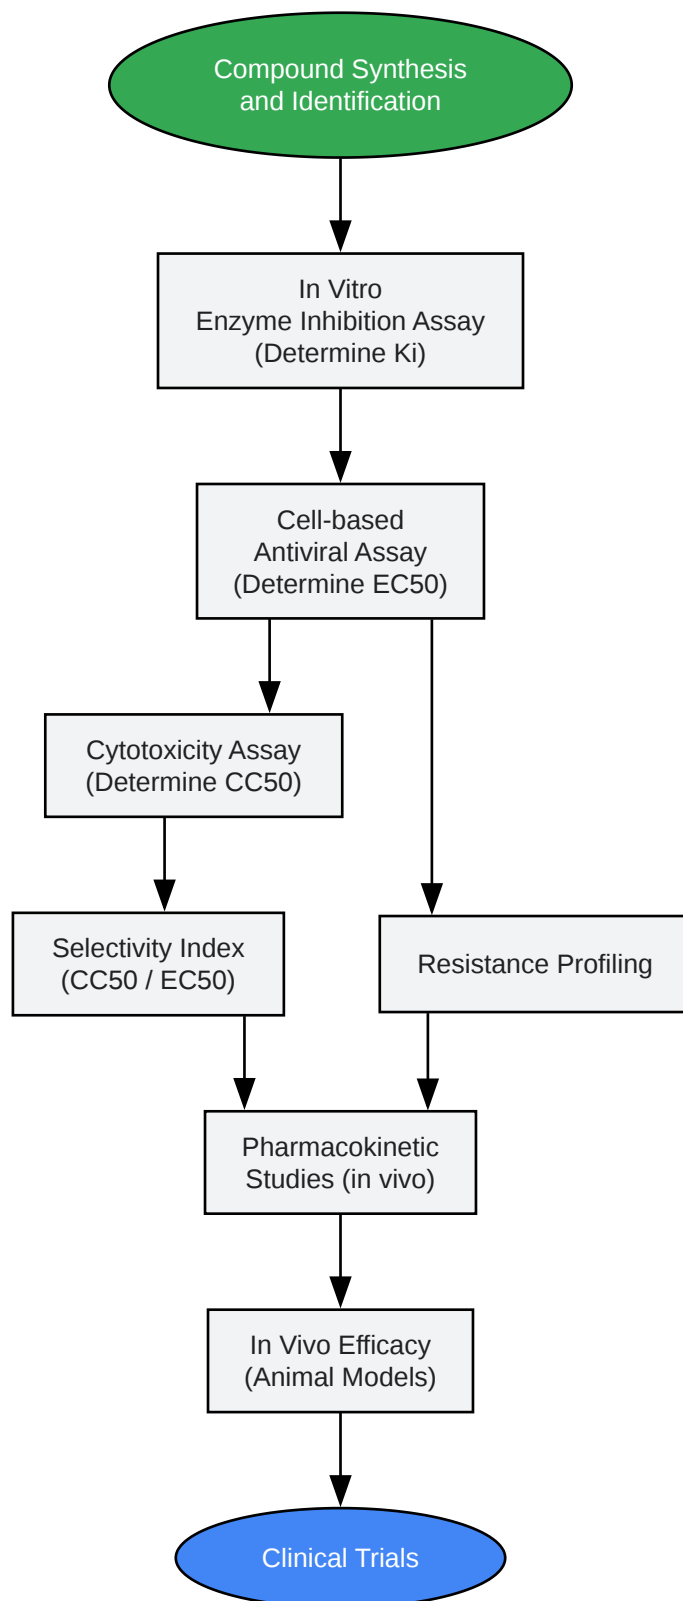 Compound Synthesis
and Identification
In Vitro
Enzyme Inhibition Assay
(Determine Ki)
Cell-based
Antiviral Assay
(Determine EC50)
Cytotoxicity Assay
(Determine CC50)
Selectivity Index
(CC50 / EC50)
Resistance Profiling
Pharmacokinetic
Studies (in vivo)
In Vivo Efficacy
(Animal Models)
Clinical Trials